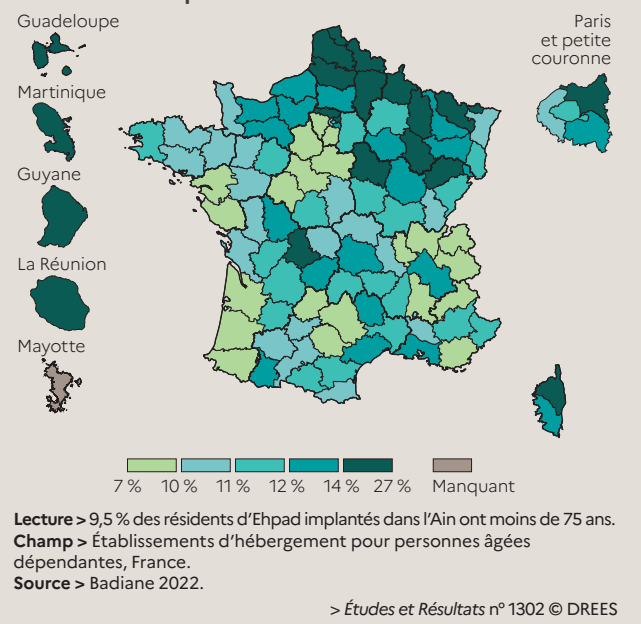 Guadeloupe
Martinique
Guyane
La Réunion
Mayotte
Paris
et petite
couronne
7 % 10 % 11 % 12 % 14 % 27 % Manquant
Lecture > 9,5 % des résidents d’Ehpad implantés dans l’Ain ont moins de 75 ans.
Champ > Établissements d’hébergement pour personnes âgées
dépendantes, France.
Source > Badiane 2022.
> Études et Résultats n° 1302 © DREES